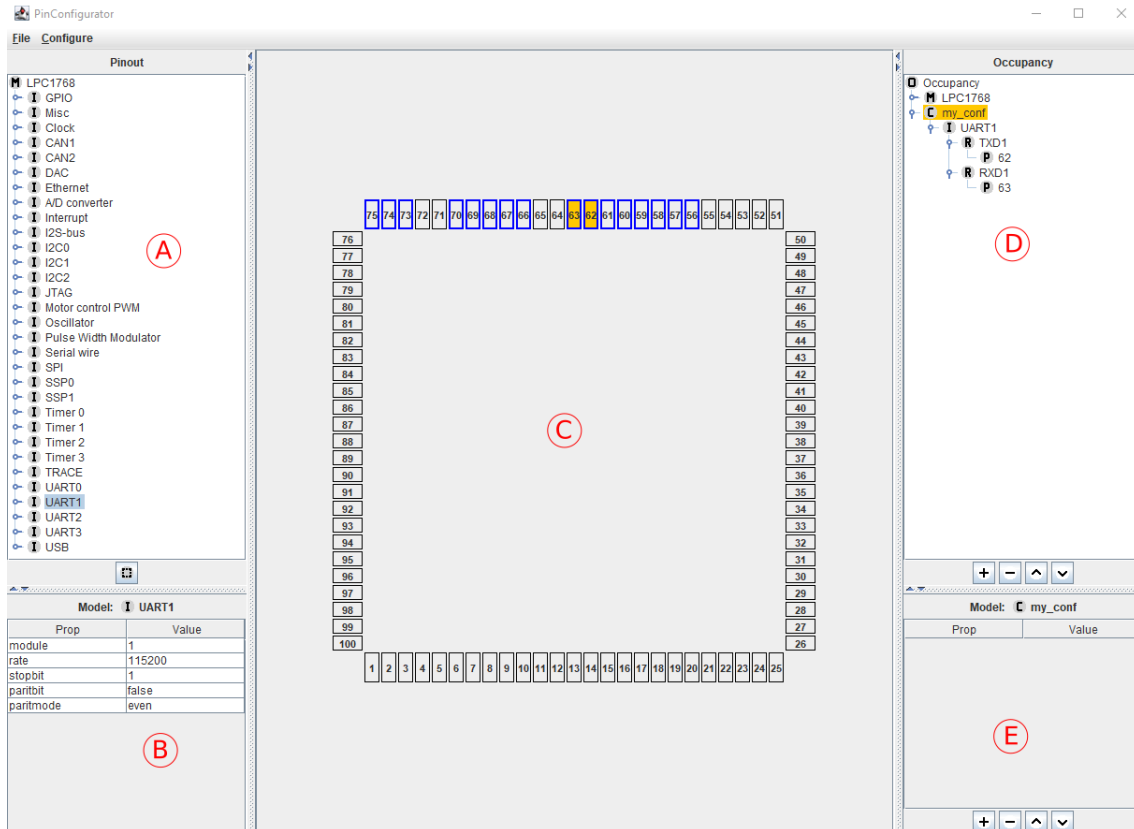 PinConfigurator
File Configure
Pinout
M LPC1768
I GPIO
I Misc
I Clock
I CAN1
I CAN2
I DAC
I Ethernet
I A/D converter
I Interrupt
I I2S-bus
I I2C0
I I2C1
I I2C2
I JTAG
I Motor control PWM
I Oscillator
I Pulse Width Modulator
I Serial wire
I SPI
I SSP0
I SSP1
I Timer 0
I Timer 1
I Timer 2
I Timer 3
I TRACE
I UART0
I UART1
I UART2
I UART3
I USB
A
Model: I UART1
Prop Value
module 1
rate 115200
stopbit 1
paritbit false
paritmode even
B
75 74 73 72 71 70 69 68 67 66 65 64 63 62 61 60 59 58 57 56 55 54 53 52 51
76 50
77 49
78 48
79 47
80 46
81 45
82 44
83 43
84 42
85 41
86 40
87 39
88 38
89 37
90 36
91 35
92 34
93 33
94 32
95 31
96 30
97 29
98 28
99 27
100 26
1 2 3 4 5 6 7 8 9 10 11 12 13 14 15 16 17 18 19 20 21 22 23 24 25
C
Occupancy
O Occupancy
M LPC1768
C my_conf
I UART1
R TXD1
P 62
R RXD1
P 63
D
Model: C my_conf
Prop Value
E